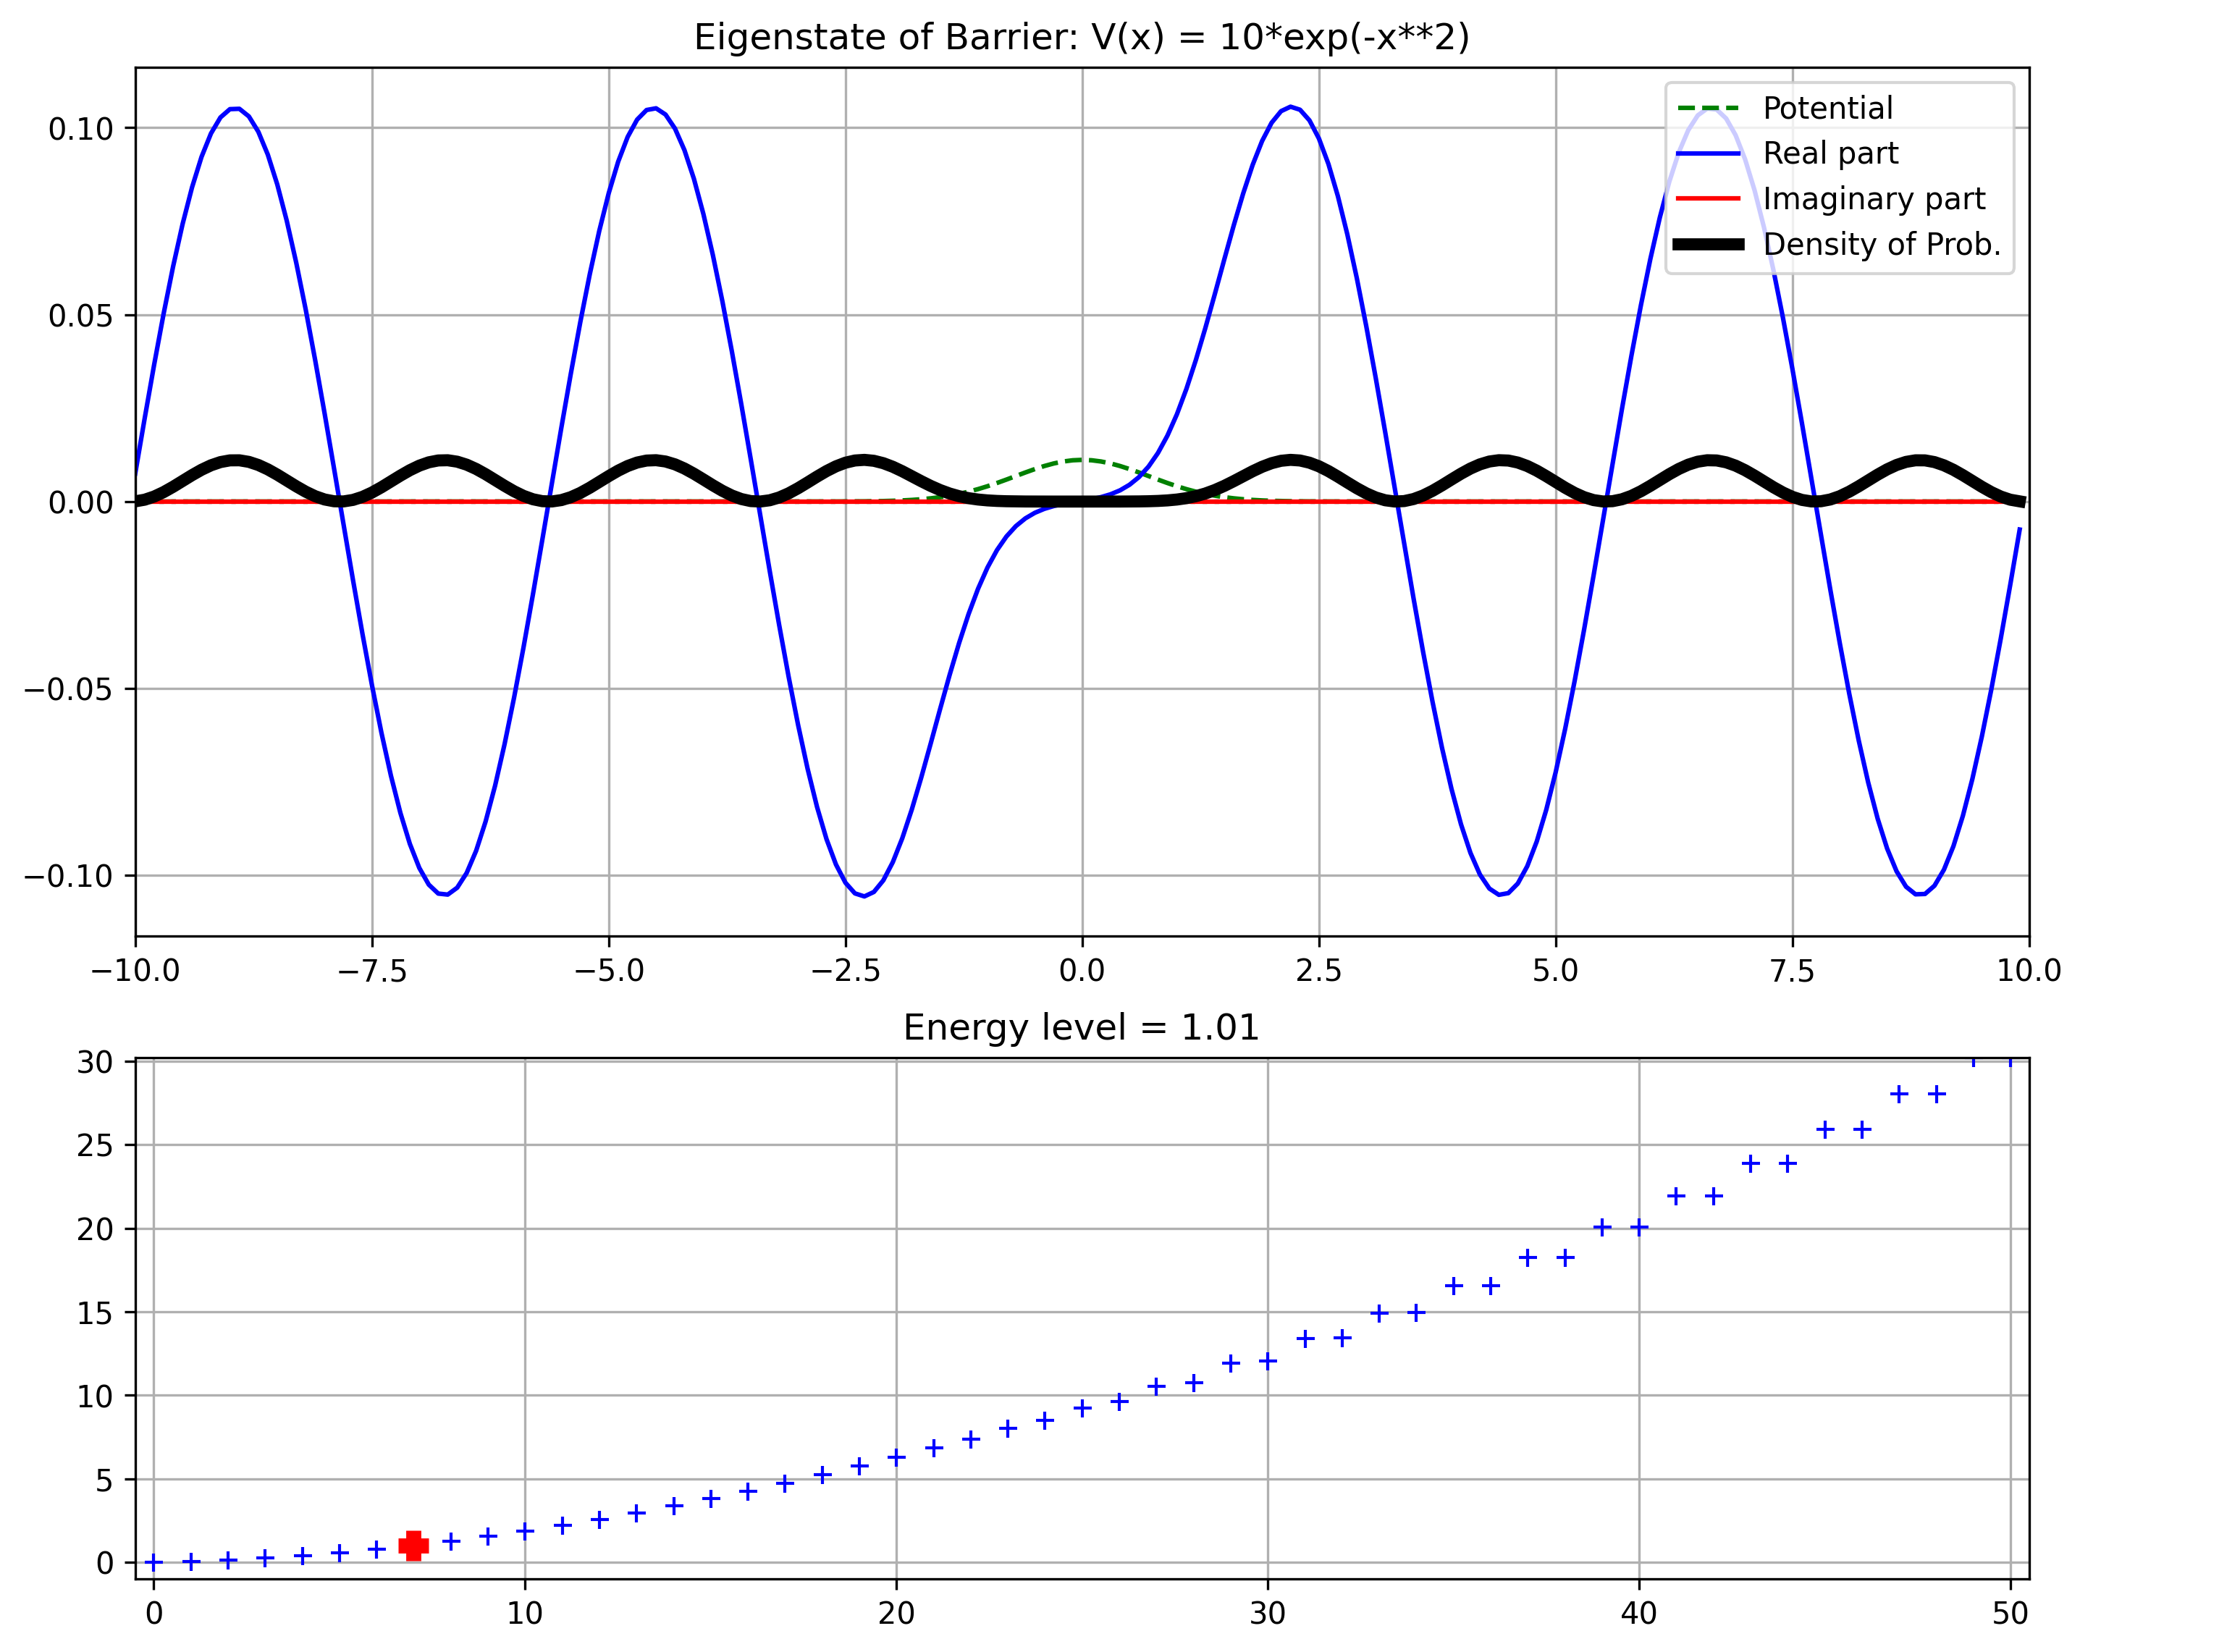 Eigenstate of Barrier: V(x) = 10*exp(-x**2)
Potential
Real part
Imaginary part
Density of Prob.
0.10
0.05
0.00
−0.05
−0.10
−10.0 −7.5 −5.0 −2.5 0.0 2.5 5.0 7.5 10.0
Energy level = 1.01
30
25
20
15
10
5
0
0 10 20 30 40 50